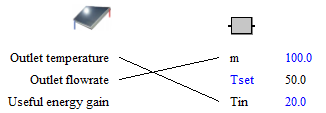 Outlet temperature m 100.0
Outlet flowrate Tset 50.0
Useful energy gain Tin 20.0